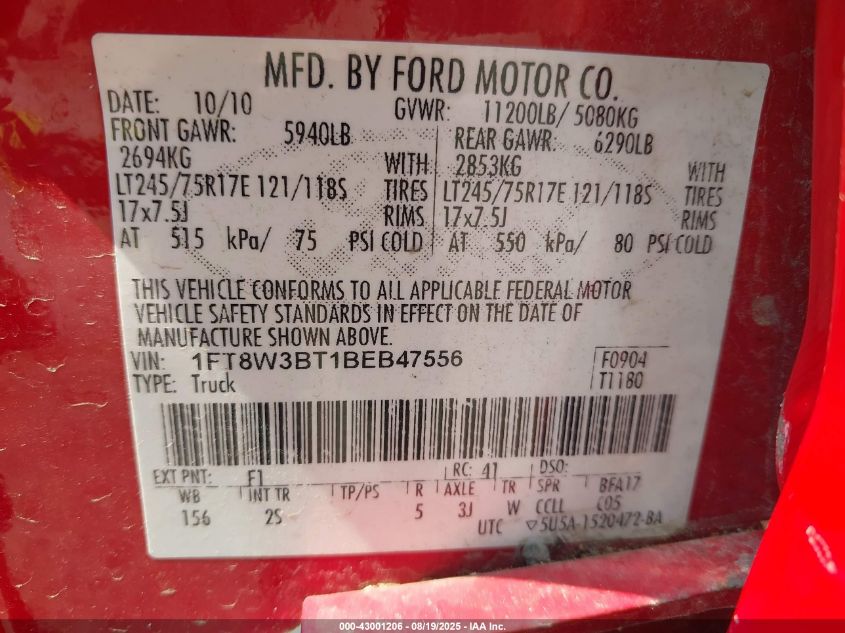 MFD. BY FORD MOTOR CO.
DATE: 10/10 GVWR: 11200LB/ 5080KG
FRONT GAWR: 5940LB REAR GAWR: 6290LB
2694KG WITH 2853KG WITH
LT245/75R17E 121/118S TIRES LT245/75R17E 121/118S TIRES
17x7.5J RIMS 17x7.5J RIMS
AT 515 kPa/ 75 PSI COLD AT 550 kPa/ 80 PSI COLD
THIS VEHICLE CONFORMS TO ALL APPLICABLE FEDERAL MOTOR
VEHICLE SAFETY STANDARDS IN EFFECT ON THE DATE OF
MANUFACTURE SHOWN ABOVE.
VIN: 1FT8W3BT1BEB47556 F0904
TYPE: Truck T1180
EXT PNT: F1 RC: 41 DSO:
WB INT TR TP/PS R AXLE TR SPR BFA17
156 2S 5 3J W CCLL C05
UTC ▽5U5A-1520472-BA
000-43001206 - 08/19/2025 - IAA Inc.